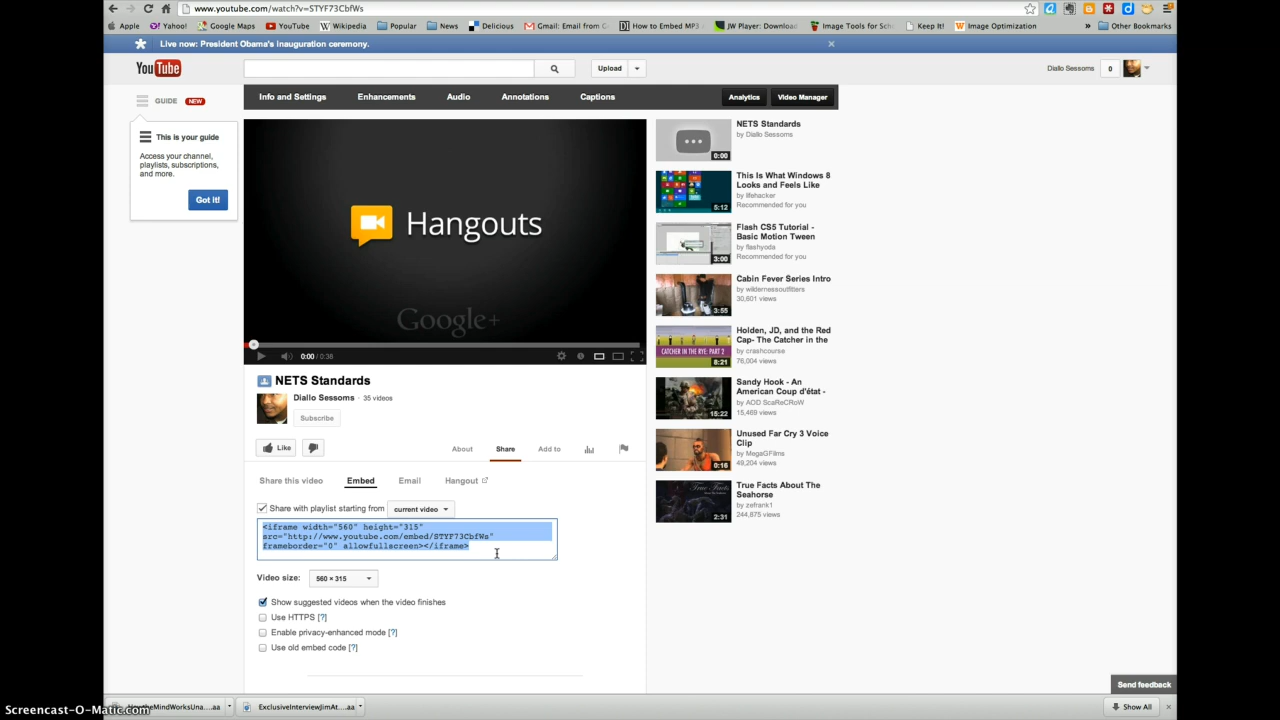 www.youtube.com/watch?v=STYF73CbfWs
Apple Yahoo! Google Maps YouTube Wikipedia Popular News Delicious Gmail: Email from G How to Embed MP3 JW Player: Download Image Tools for Scho Keep It! Image Optimization » Other Bookmarks
Live now: President Obama's Inauguration ceremony.
YouTube
Upload
Diallo Sessoms 0
GUIDE NEW
This is your guide
Access your channel,
playlists, subscriptions,
and more.
Got it!
Info and Settings Enhancements Audio Annotations Captions Analytics Video Manager
Hangouts
Google+
0:00 / 0:38
NETS Standards
Diallo Sessoms · 35 videos
Subscribe
Like
About Share Add to
Share this video Embed Email Hangout
Share with playlist starting from current video
<iframe width="560" height="315"
src="http://www.youtube.com/embed/STYF73CbfWs"
frameborder="0" allowfullscreen></iframe>
Video size: 560 × 315
Show suggested videos when the video finishes
Use HTTPS [?]
Enable privacy-enhanced mode [?]
Use old embed code [?]
NETS Standards
by Diallo Sessoms
0:00
This Is What Windows 8
Looks and Feels Like
by lifehacker
Recommended for you
5:12
Flash CS5 Tutorial -
Basic Motion Tween
by flashyoda
Recommended for you
3:00
Cabin Fever Series Intro
by wildernessoutfitters
30,601 views
3:55
Holden, JD, and the Red
Cap- The Catcher in the
by crashcourse
76,004 views
CATCHER IN THE RYE: PART 2
8:21
Sandy Hook - An
American Coup d'état -
by AOD ScaReCRoW
15,469 views
15:22
Unused Far Cry 3 Voice
Clip
by MegaGFilms
49,204 views
0:16
True Facts About The
Seahorse
by zefrank1
244,675 views
True Facts
2:31
Send feedback
Screencast-O-Matic.com
ExclusiveInterviewJimAt....aa
Show All